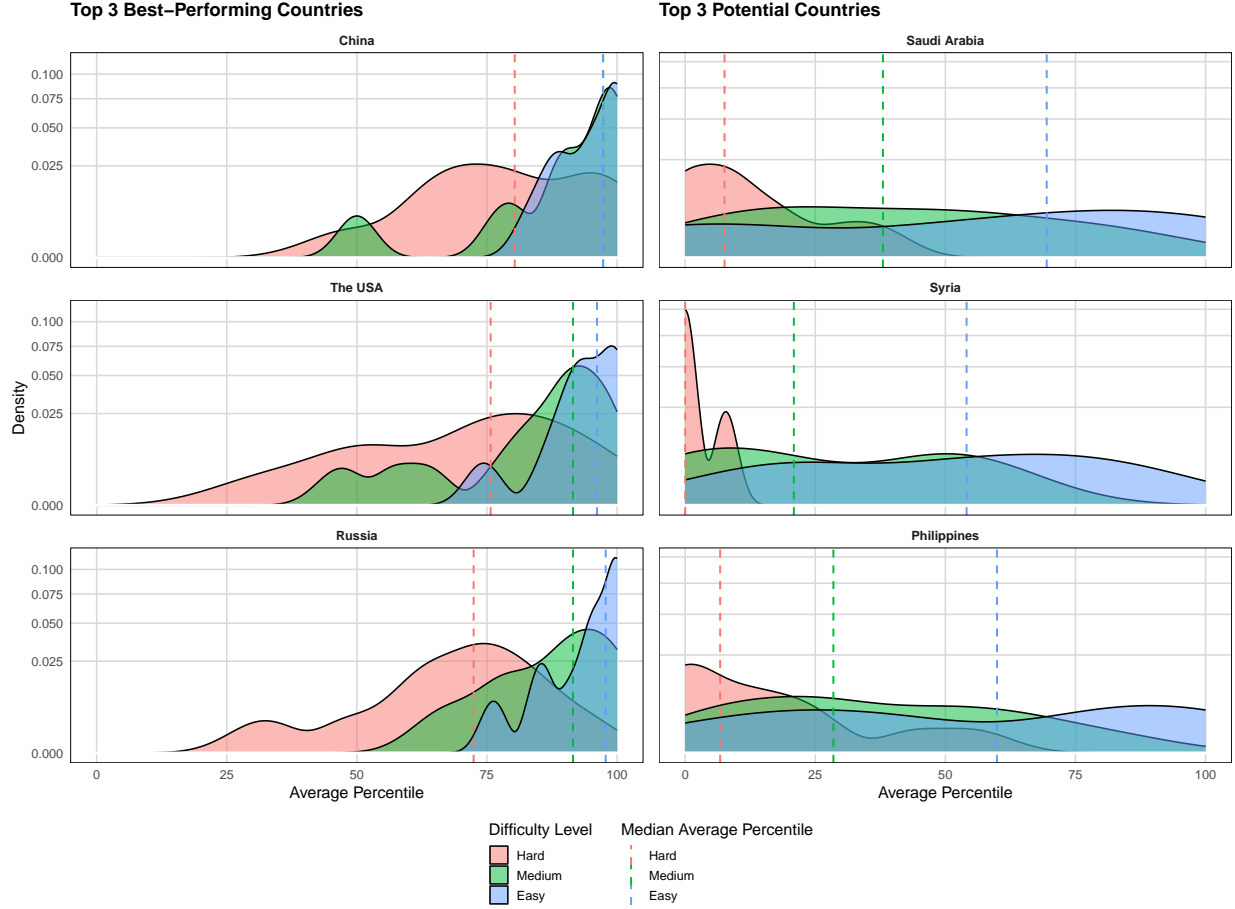 Top 3 Best−Performing Countries
Top 3 Potential Countries
China
Saudi Arabia
0.100
0.075
0.050
0.025
0.000
The USA
Syria
0.100
0.075
0.050
0.025
0.000
Density
Russia
Philippines
0.100
0.075
0.050
0.025
0.000
0 25 50 75 100
0 25 50 75 100
Average Percentile
Average Percentile
Difficulty Level
Hard
Medium
Easy
Median Average Percentile
Hard
Medium
Easy